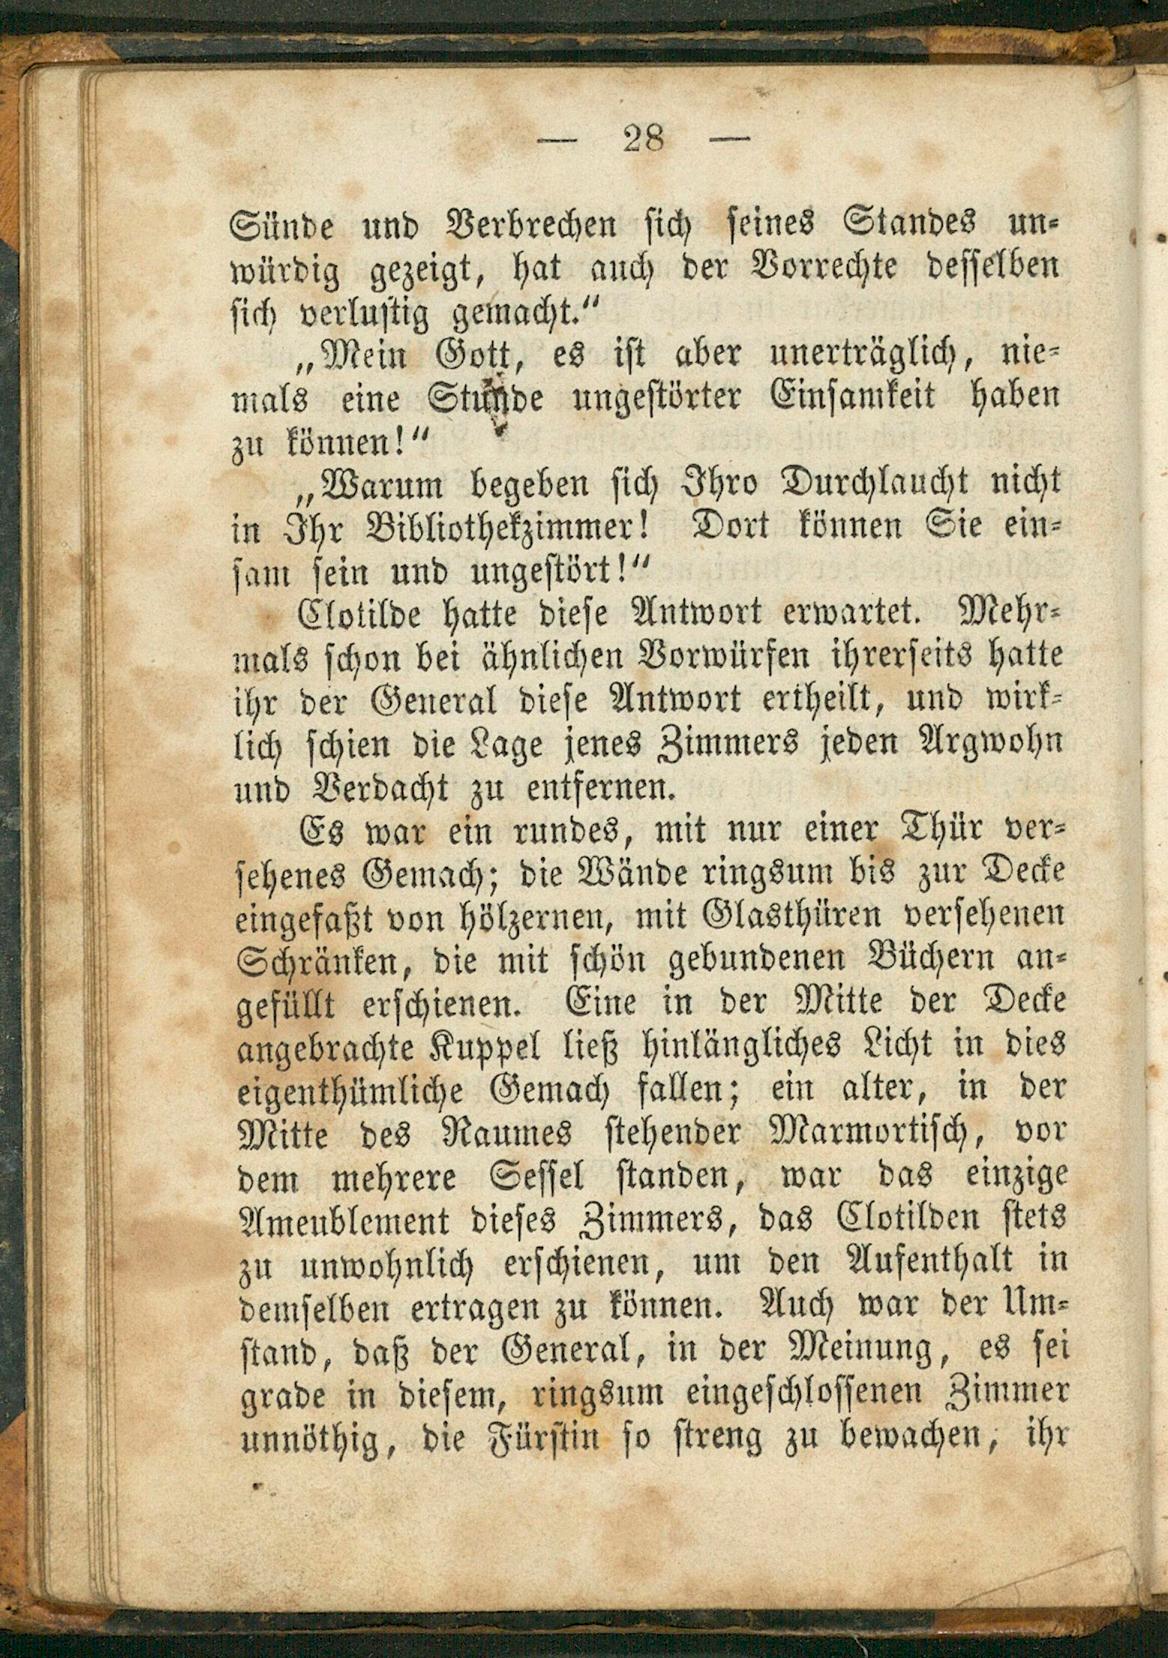 — 28 —
Sünde und Verbrechen sich seines Standes un-
würdig gezeigt, hat auch der Vorrechte desselben
sich verlustig gemacht.“
„Mein Gott, es ist aber unerträglich, nie-
mals eine Stunde ungestörter Einsamkeit haben
zu können!“
„Warum begeben sich Ihro Durchlaucht nicht
in Ihr Bibliothekzimmer! Dort können Sie ein-
sam sein und ungestört!“
Clotilde hatte diese Antwort erwartet. Mehr-
mals schon bei ähnlichen Vorwürfen ihrerseits hatte
ihr der General diese Antwort ertheilt, und wirk-
lich schien die Lage jenes Zimmers jeden Argwohn
und Verdacht zu entfernen.
Es war ein rundes, mit nur einer Thür ver-
sehenes Gemach; die Wände ringsum bis zur Decke
eingefaßt von hölzernen, mit Glasthüren versehenen
Schränken, die mit schön gebundenen Büchern an-
gefüllt erschienen. Eine in der Mitte der Decke
angebrachte Kuppel ließ hinlängliches Licht in dies
eigenthümliche Gemach fallen; ein alter, in der
Mitte des Raumes stehender Marmortisch, vor
dem mehrere Sessel standen, war das einzige
Ameublement dieses Zimmers, das Clotilden stets
zu unwohnlich erschienen, um den Aufenthalt in
demselben ertragen zu können. Auch war der Um-
stand, daß der General, in der Meinung, es sei
grade in diesem, ringsum eingeschlossenen Zimmer
unnöthig, die Fürstin so streng zu bewachen, ihr